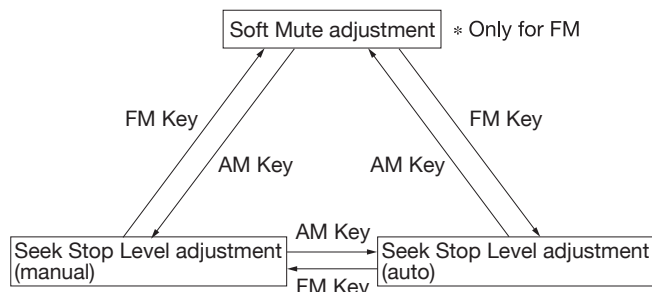 Soft Mute adjustment
* Only for FM
FM Key
FM Key
AM Key
AM Key
Seek Stop Level adjustment
(manual)
AM Key
Seek Stop Level adjustment
(auto)
FM Key